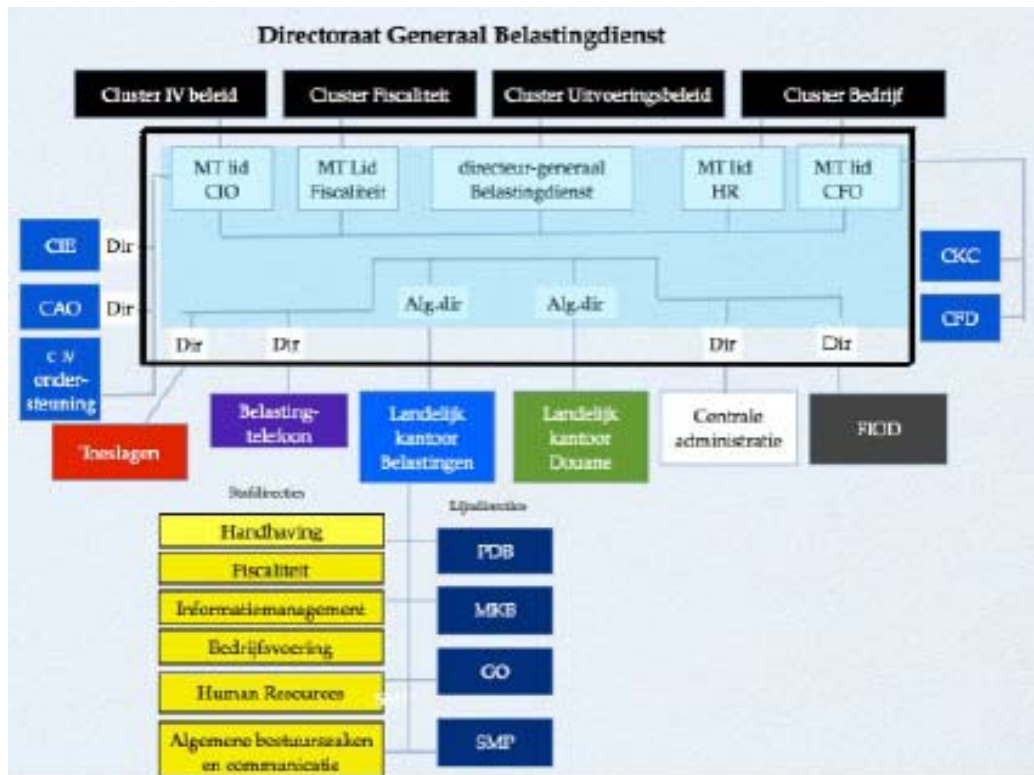 Directoraat Generaal Belastingdienst
Cluster IV beleid
Cluster Fiscaliteit
Cluster Uitvoeringsbeleid
Cluster Bedrijf
MT lid
CIO
MT Lid
Fiscaliteit
directeur-generaal
Belastingdienst
MT lid
HR
MT lid
CFO
CIE
Dir
CKC
CAO
Dir
Alg.dir
Alg.dir
CFD
Dir
Dir
Dir
Dir
onder-
steuning
Toeslagen
Belasting-
telefoon
Landelijk
kantoor
Belastingen
Landelijk
kantoor
Douane
Centrale
administratie
FIOD
Stafdirecties
Lijndirecties
Handhaving
Fiscaliteit
Informatiemanagement
Bedrijfsvoering
Human Resources
Algemene bestuurszaken
en communicatie
PDB
MKB
GO
SMP